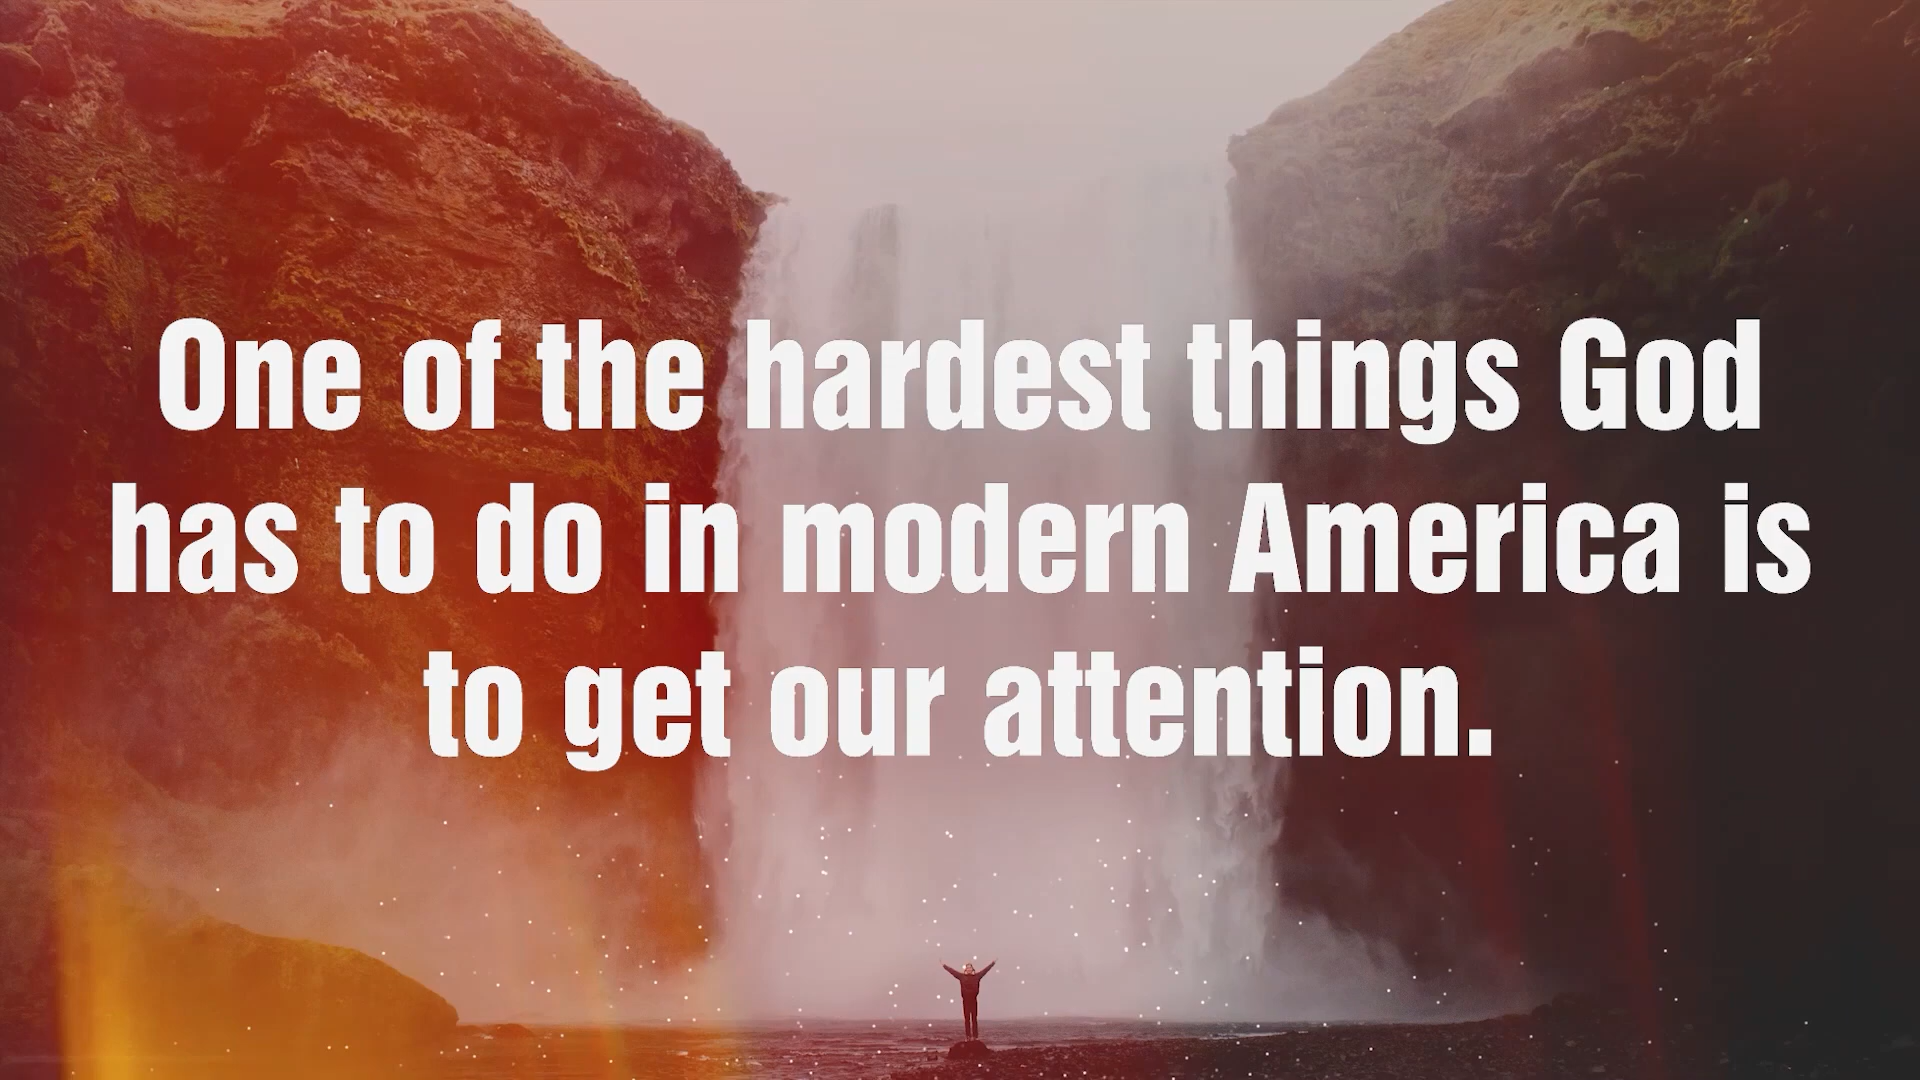 One of the hardest things God
has to do in modern America is
to get our attention.